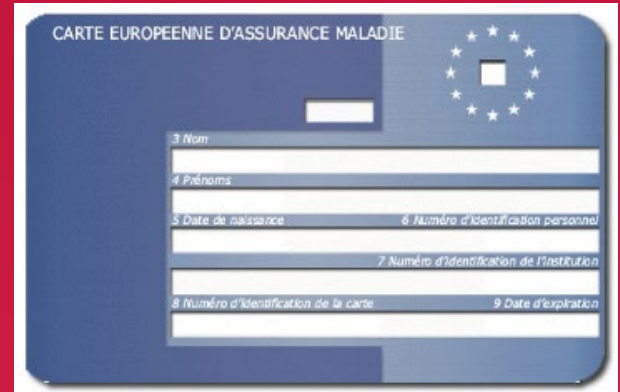 CARTE EUROPEENNE D'ASSURANCE MALADIE
3 Nom
4 Prénoms
5 Date de naissance 6 Numéro d'identification personnel
7 Numéro d'identification de l'institution
8 Numéro d'identification de la carte 9 Date d'expiration